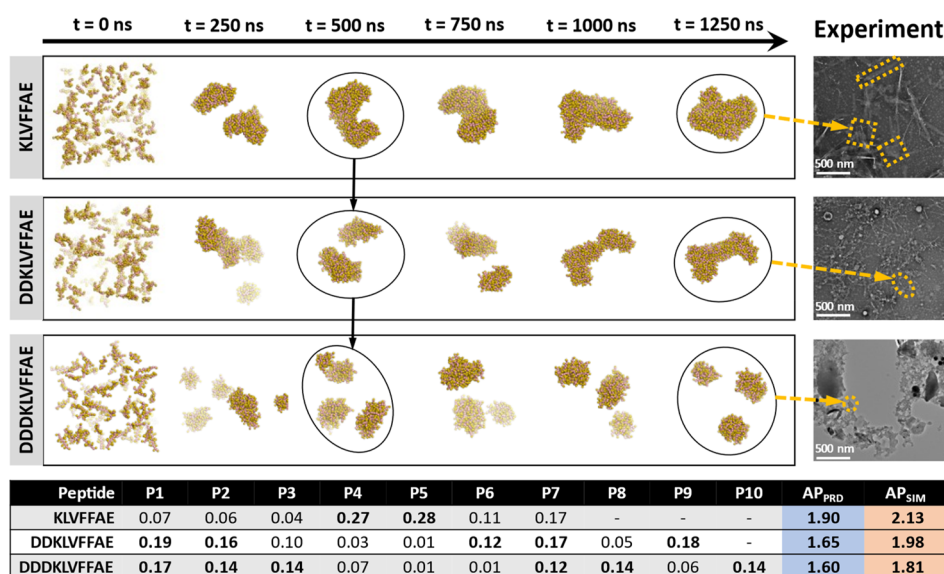 t = 0 ns t = 250 ns t = 500 ns t = 750 ns t = 1000 ns t = 1250 ns Experiment
KLVFFAE
500 nm
DDKLVFFAE
500 nm
DDDKLVFFAE
500 nm
Peptide P1 P2 P3 P4 P5 P6 P7 P8 P9 P10 APPRD APSIM
KLVFFAE 0.07 0.06 0.04 0.27 0.28 0.11 0.17 - - - 1.90 2.13
DDKLVFFAE 0.19 0.16 0.10 0.03 0.01 0.12 0.17 0.05 0.18 - 1.65 1.98
DDDKLVFFAE 0.17 0.14 0.14 0.07 0.01 0.01 0.12 0.14 0.06 0.14 1.60 1.81